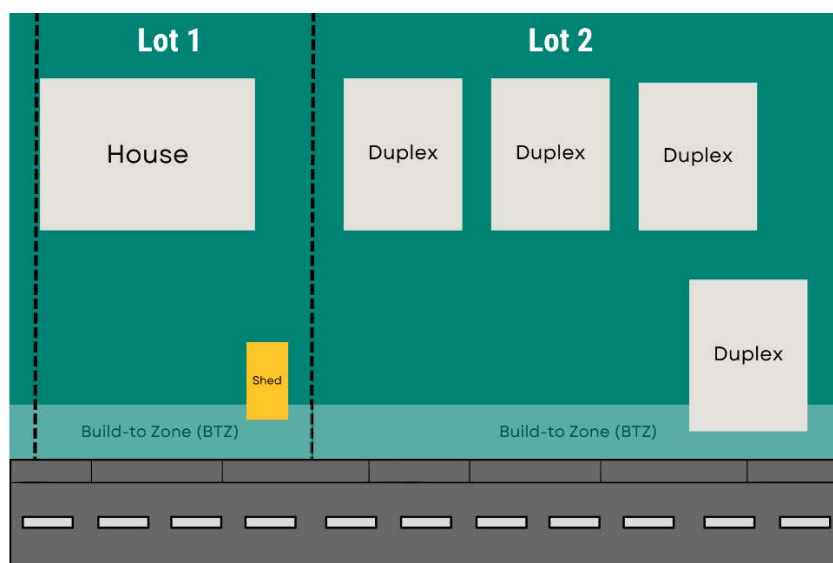 Lot 1
Lot 2
House
Duplex
Duplex
Duplex
Duplex
Shed
Build-to Zone (BTZ)
Build-to Zone (BTZ)